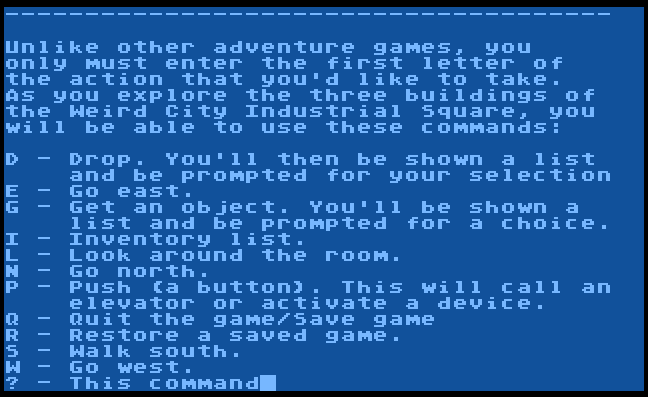 --------------------------------------
Unlike other adventure games, you
only must enter the first letter of
the action that you'd like to take.
As you explore the three buildings of
the Weird City Industrial Square, you
will be able to use these commands:
D - Drop. You'll then be shown a list
and be prompted for your selection
E - Go east.
G - Get an object. You'll be shown a
list and be prompted for a choice.
I - Inventory list.
L - Look around the room.
N - Go north.
P - Push (a button). This will call an
elevator or activate a device.
Q - Quit the game/Save game
R - Restore a saved game.
S - Walk south.
W - Go west.
? - This command